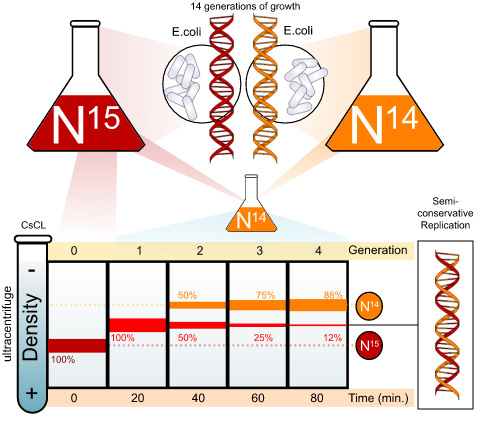 14 generations of growth
E.coli
E.coli
N15
N14
N14
CsCL
Semi-
conservative
Replication
0 1 2 3 4 Generation
ultracentrifuge
Density
-
+
50% 75% 88%
N14
100% 50% 25% 12%
N15
100%
0 20 40 60 80 Time (min.)